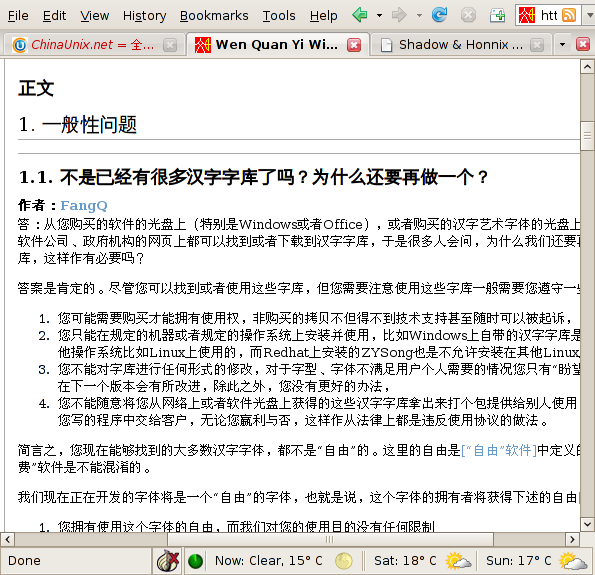 File Edit View History Bookmarks Tools Help htt
ChinaUnix.net = 全... Wen Quan Yi Wi... Shadow & Honnix ...
正文
1. 一般性问题
1.1. 不是已经有很多汉字字库了吗？为什么还要再做一个？
作者：FangQ
答：从您购买的软件的光盘上（特别是Windows或者Office），或者购买的汉字艺术字体的光盘上
软件公司、政府机构的网页上都可以找到或者下载到汉字字库，于是很多人会问，为什么我们还要再
库，这样作有必要吗？
答案是肯定的。尽管您可以找到或者使用这些字库，但您需要注意使用这些字库一般需要您遵守一些
1. 您可能需要购买才能拥有使用权，非购买的拷贝不但得不到技术支持甚至随时可以被起诉，
2. 您只能在规定的机器或者规定的操作系统上安装并使用，比如Windows上自带的汉字字库是
他操作系统比如Linux上使用的，而Redhat上安装的ZYSong也是不允许安装在其他Linux
3. 您不能对字库进行任何形式的修改，对于字型、字体不满足用户个人需要的情况您只有“盼望
在下一个版本会有所改进，除此之外，您没有更好的办法，
4. 您不能随意将您从网络上或者软件光盘上获得的这些汉字字库拿出来打个包提供给别人使用
您写的程序中交给客户，无论您赢利与否，这样作从法律上都是违反使用协议的做法。
简言之，您现在能够找到的大多数汉字字体，都不是“自由”的。这里的自由是[“自由”软件]中定义的
费”软件是不能混淆的。
我们现在正在开发的字体将是一个“自由”的字体，也就是说，这个字体的拥有者将获得下述的自由
1. 您拥有使用这个字体的自由，而我们对您的使用目的没有任何限制
Done Now: Clear, 15° C Sat: 18° C Sun: 17° C